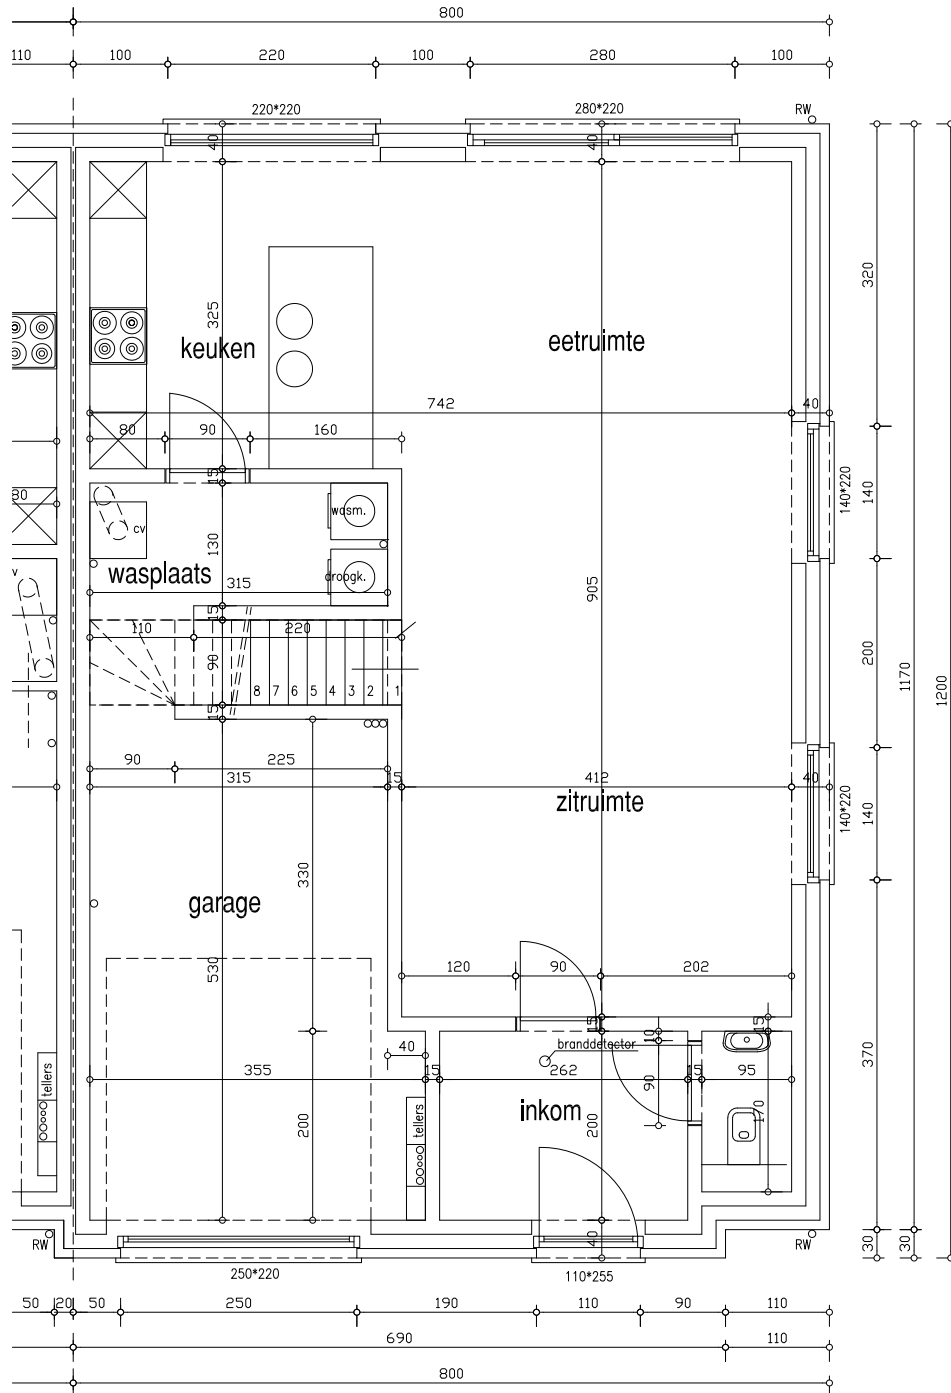 800
110 100 220 100 280 100
220*220 280*220 RW
40 40
320
325
keuken eetruimte
742 40
80 90 160
15
140
140*220
80
wasm.
cv
130
wasplaats droogk.
315
905
15
110 220
90
200
1170
1200
8 7 6 5 4 3 2 1
v
15
90 225
315 15 412 40
zitruimte
140*220
140
330
garage
530
120 90 202
15 10 15
branddetector
40
355 15 262 15 95
90
370
tellers
inkom
170
tellers
200 200
RW 40 RW
30 30
250*220 110*255
50 20 50 250 190 110 90 110
690 110
800